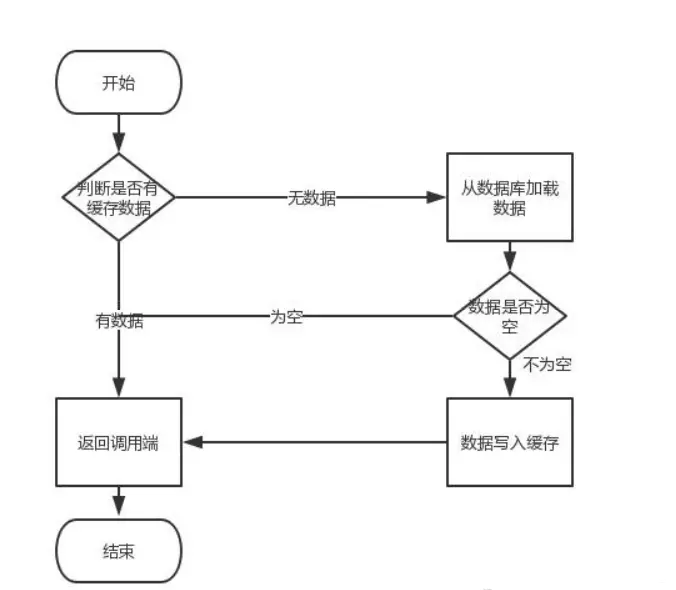 开始
判断是否有
缓存数据
无数据
从数据库加载
数据
有数据
为空
数据是否为
空
不为空
返回调用端
数据写入缓存
结束